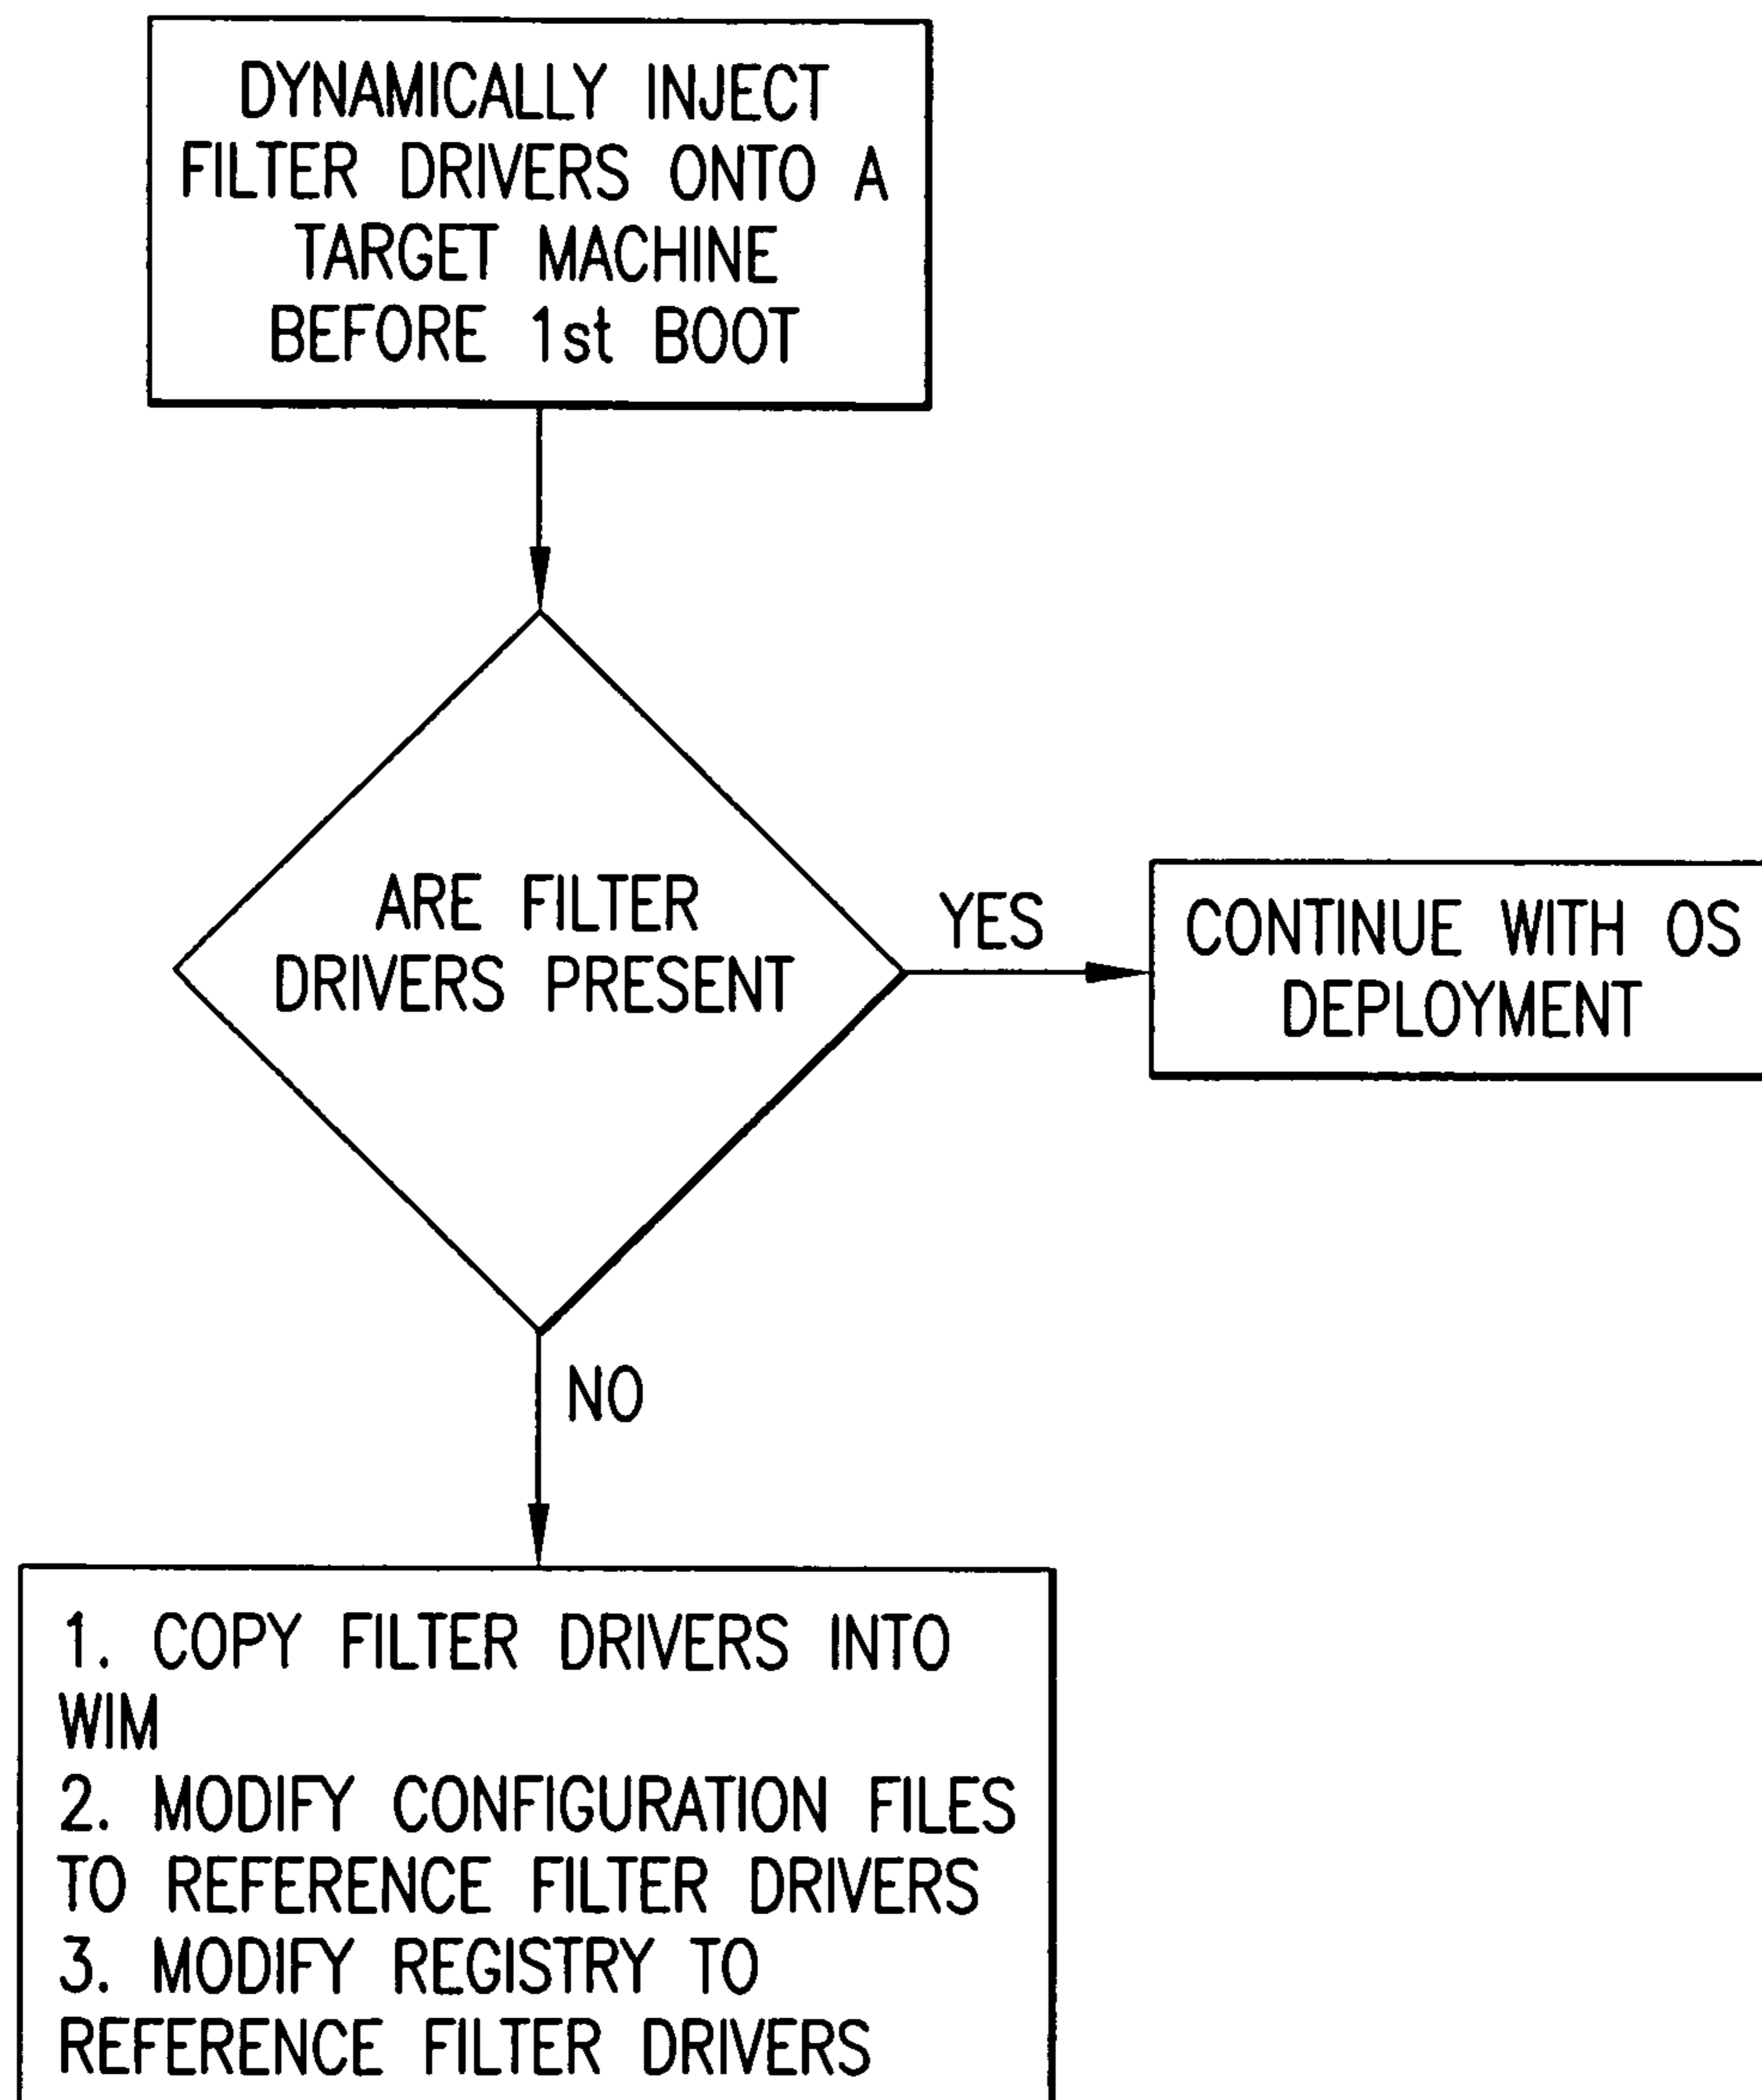 DYNAMICALLY INJECT
FILTER DRIVERS ONTO A
TARGET MACHINE
BEFORE 1st BOOT
ARE FILTER
DRIVERS PRESENT
YES
CONTINUE WITH OS
DEPLOYMENT
NO
1. COPY FILTER DRIVERS INTO
WIM
2. MODIFY CONFIGURATION FILES
TO REFERENCE FILTER DRIVERS
3. MODIFY REGISTRY TO
REFERENCE FILTER DRIVERS